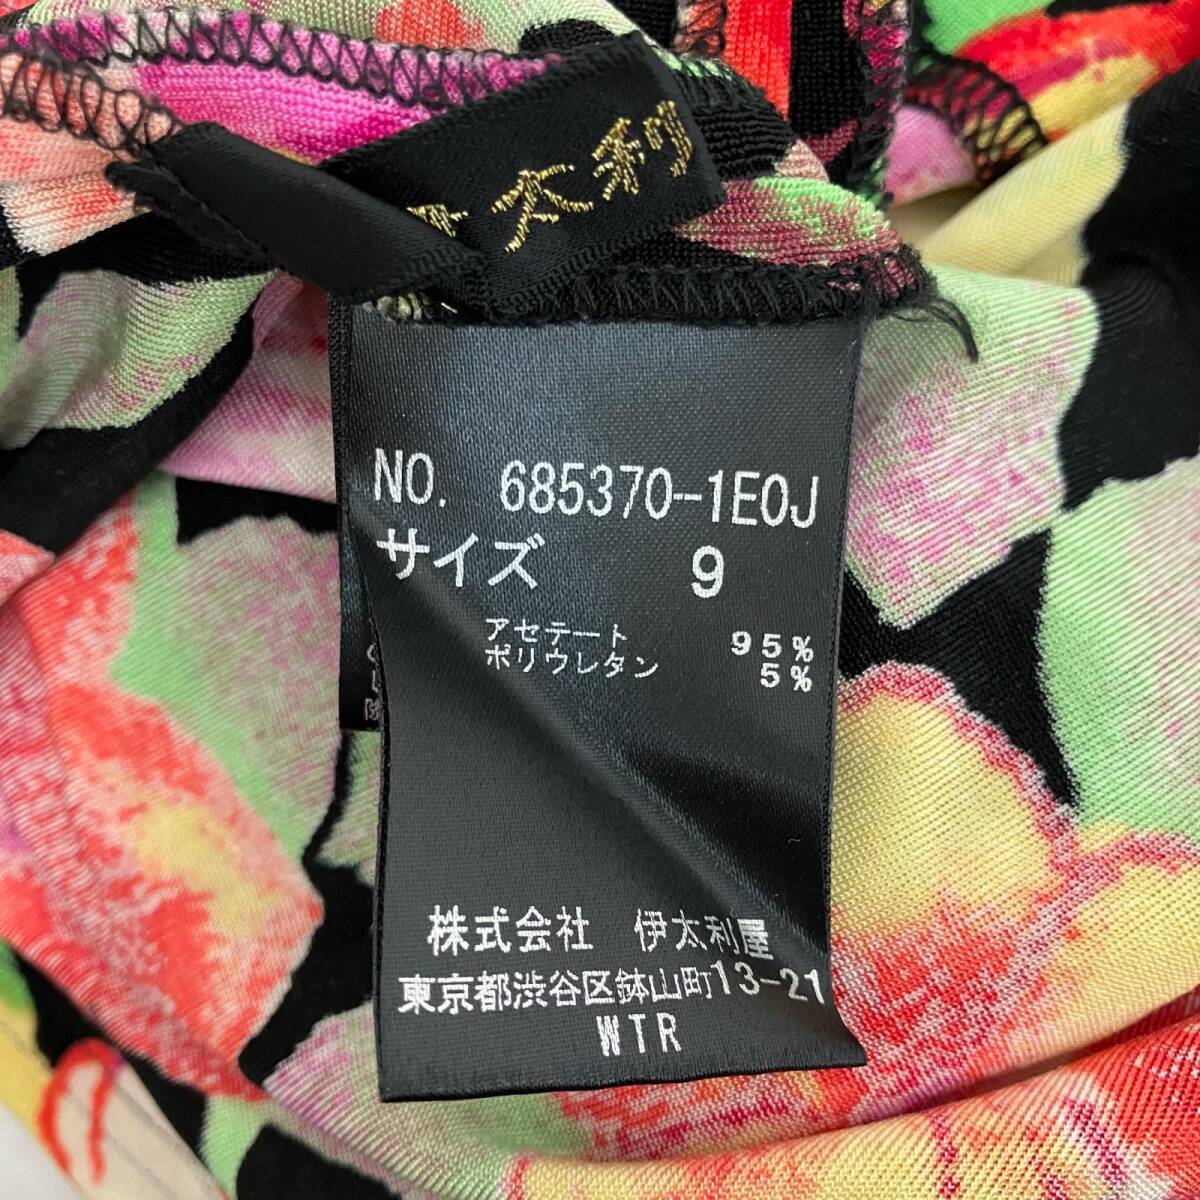 太利
NO. 685370-1E0J
サイズ 9
アセテート 95%
ポリウレタン 5%
株式会社 伊太利屋
東京都渋谷区鉢山町13-21
WTR